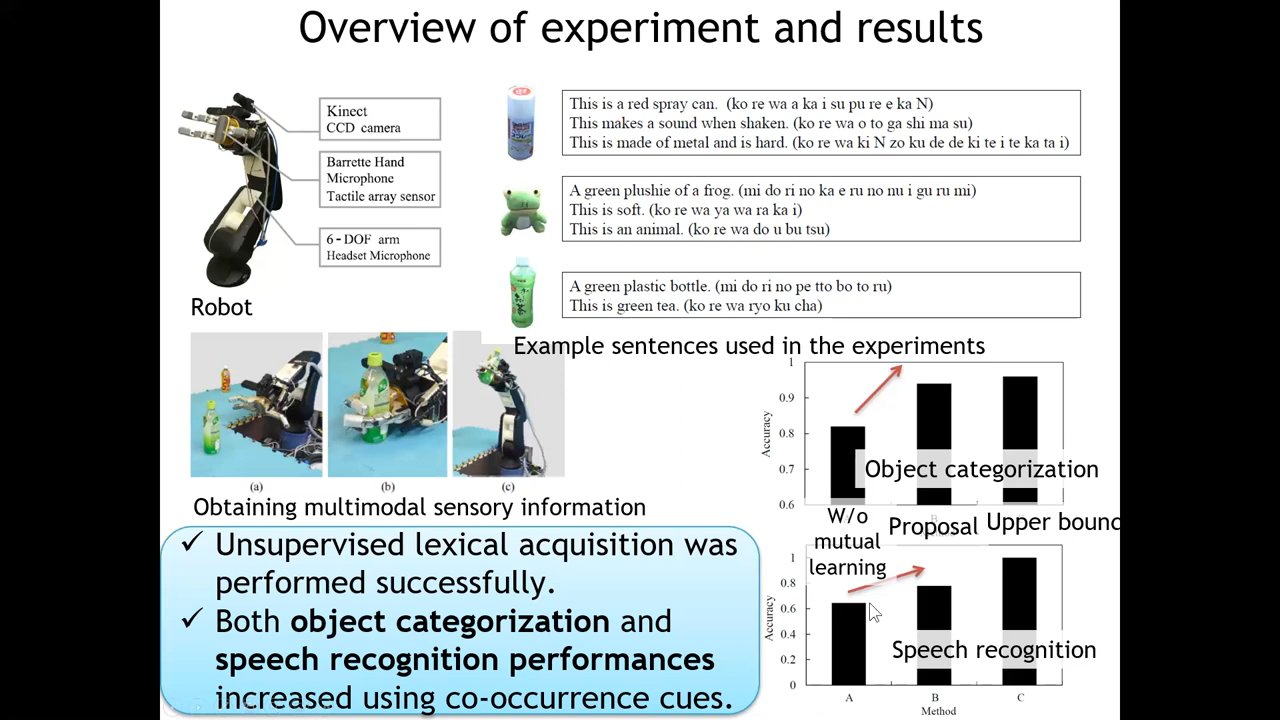 Overview of experiment and results
Kinect
CCD camera
Barrette Hand
Microphone
Tactile array sensor
6-DOF arm
Headset Microphone
Robot
This is a red spray can. (ko re wa a ka i su pu re e ka N)
This makes a sound when shaken. (ko re wa o to ga shi ma su)
This is made of metal and is hard. (ko re wa ki N zo ku de de ki te i te ka ta i)
A green plushie of a frog. (mi do ri no ka e ru no nu i gu ru mi)
This is soft. (ko re wa ya wa ra ka i)
This is an animal. (ko re wa do u bu tsu)
A green plastic bottle. (mi do ri no pe tto bo to ru)
This is green tea. (ko re wa ryo ku cha)
Example sentences used in the experiments
(a)
(b)
(c)
Obtaining multimodal sensory information
✓ Unsupervised lexical acquisition was
performed successfully.
✓ Both object categorization and
speech recognition performances
increased using co-occurrence cues.
1
0.9
0.8
0.7
0.6
Accuracy
Object categorization
W/o
mutual
learning
Proposal
Upper bounc
1
0.8
0.6
0.4
0.2
0
Accuracy
Speech recognition
A
B
C
Method